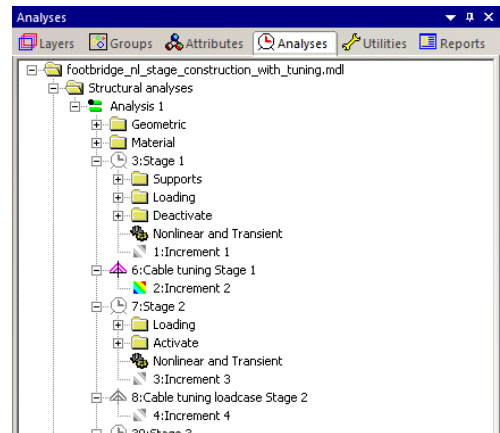 Analyses
Layers Groups Attributes Analyses Utilities Reports
footbridge_nl_stage_construction_with_tuning.mdl
Structural analyses
Analysis 1
Geometric
Material
3:Stage 1
Supports
Loading
Deactivate
Nonlinear and Transient
1:Increment 1
6:Cable tuning Stage 1
2:Increment 2
7:Stage 2
Loading
Activate
Nonlinear and Transient
3:Increment 3
8:Cable tuning loadcase Stage 2
4:Increment 4